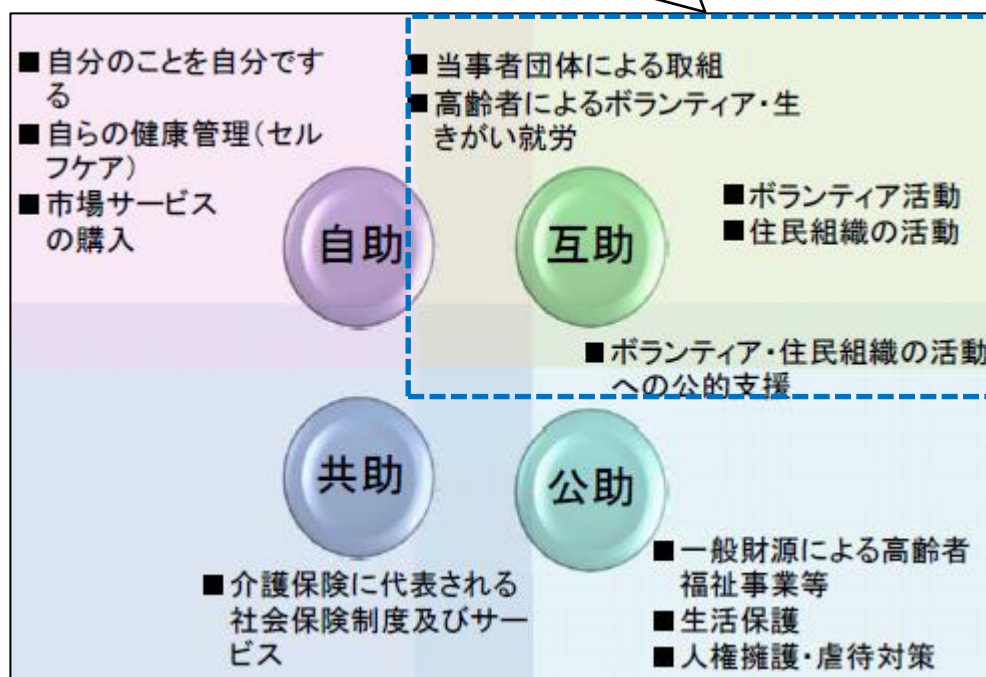 ■自分のことを自分です
る
■自らの健康管理(セル
フケア)
■市場サービス
の購入
自助
■当事者団体による取組
■高齢者によるボランティア・生
きがい就労
互助
■ボランティア活動
■住民組織の活動
■ボランティア・住民組織の活動
への公的支援
共助
■介護保険に代表される
社会保険制度及びサー
ビス
公助
■一般財源による高齢者
福祉事業等
■生活保護
■人権擁護・虐待対策